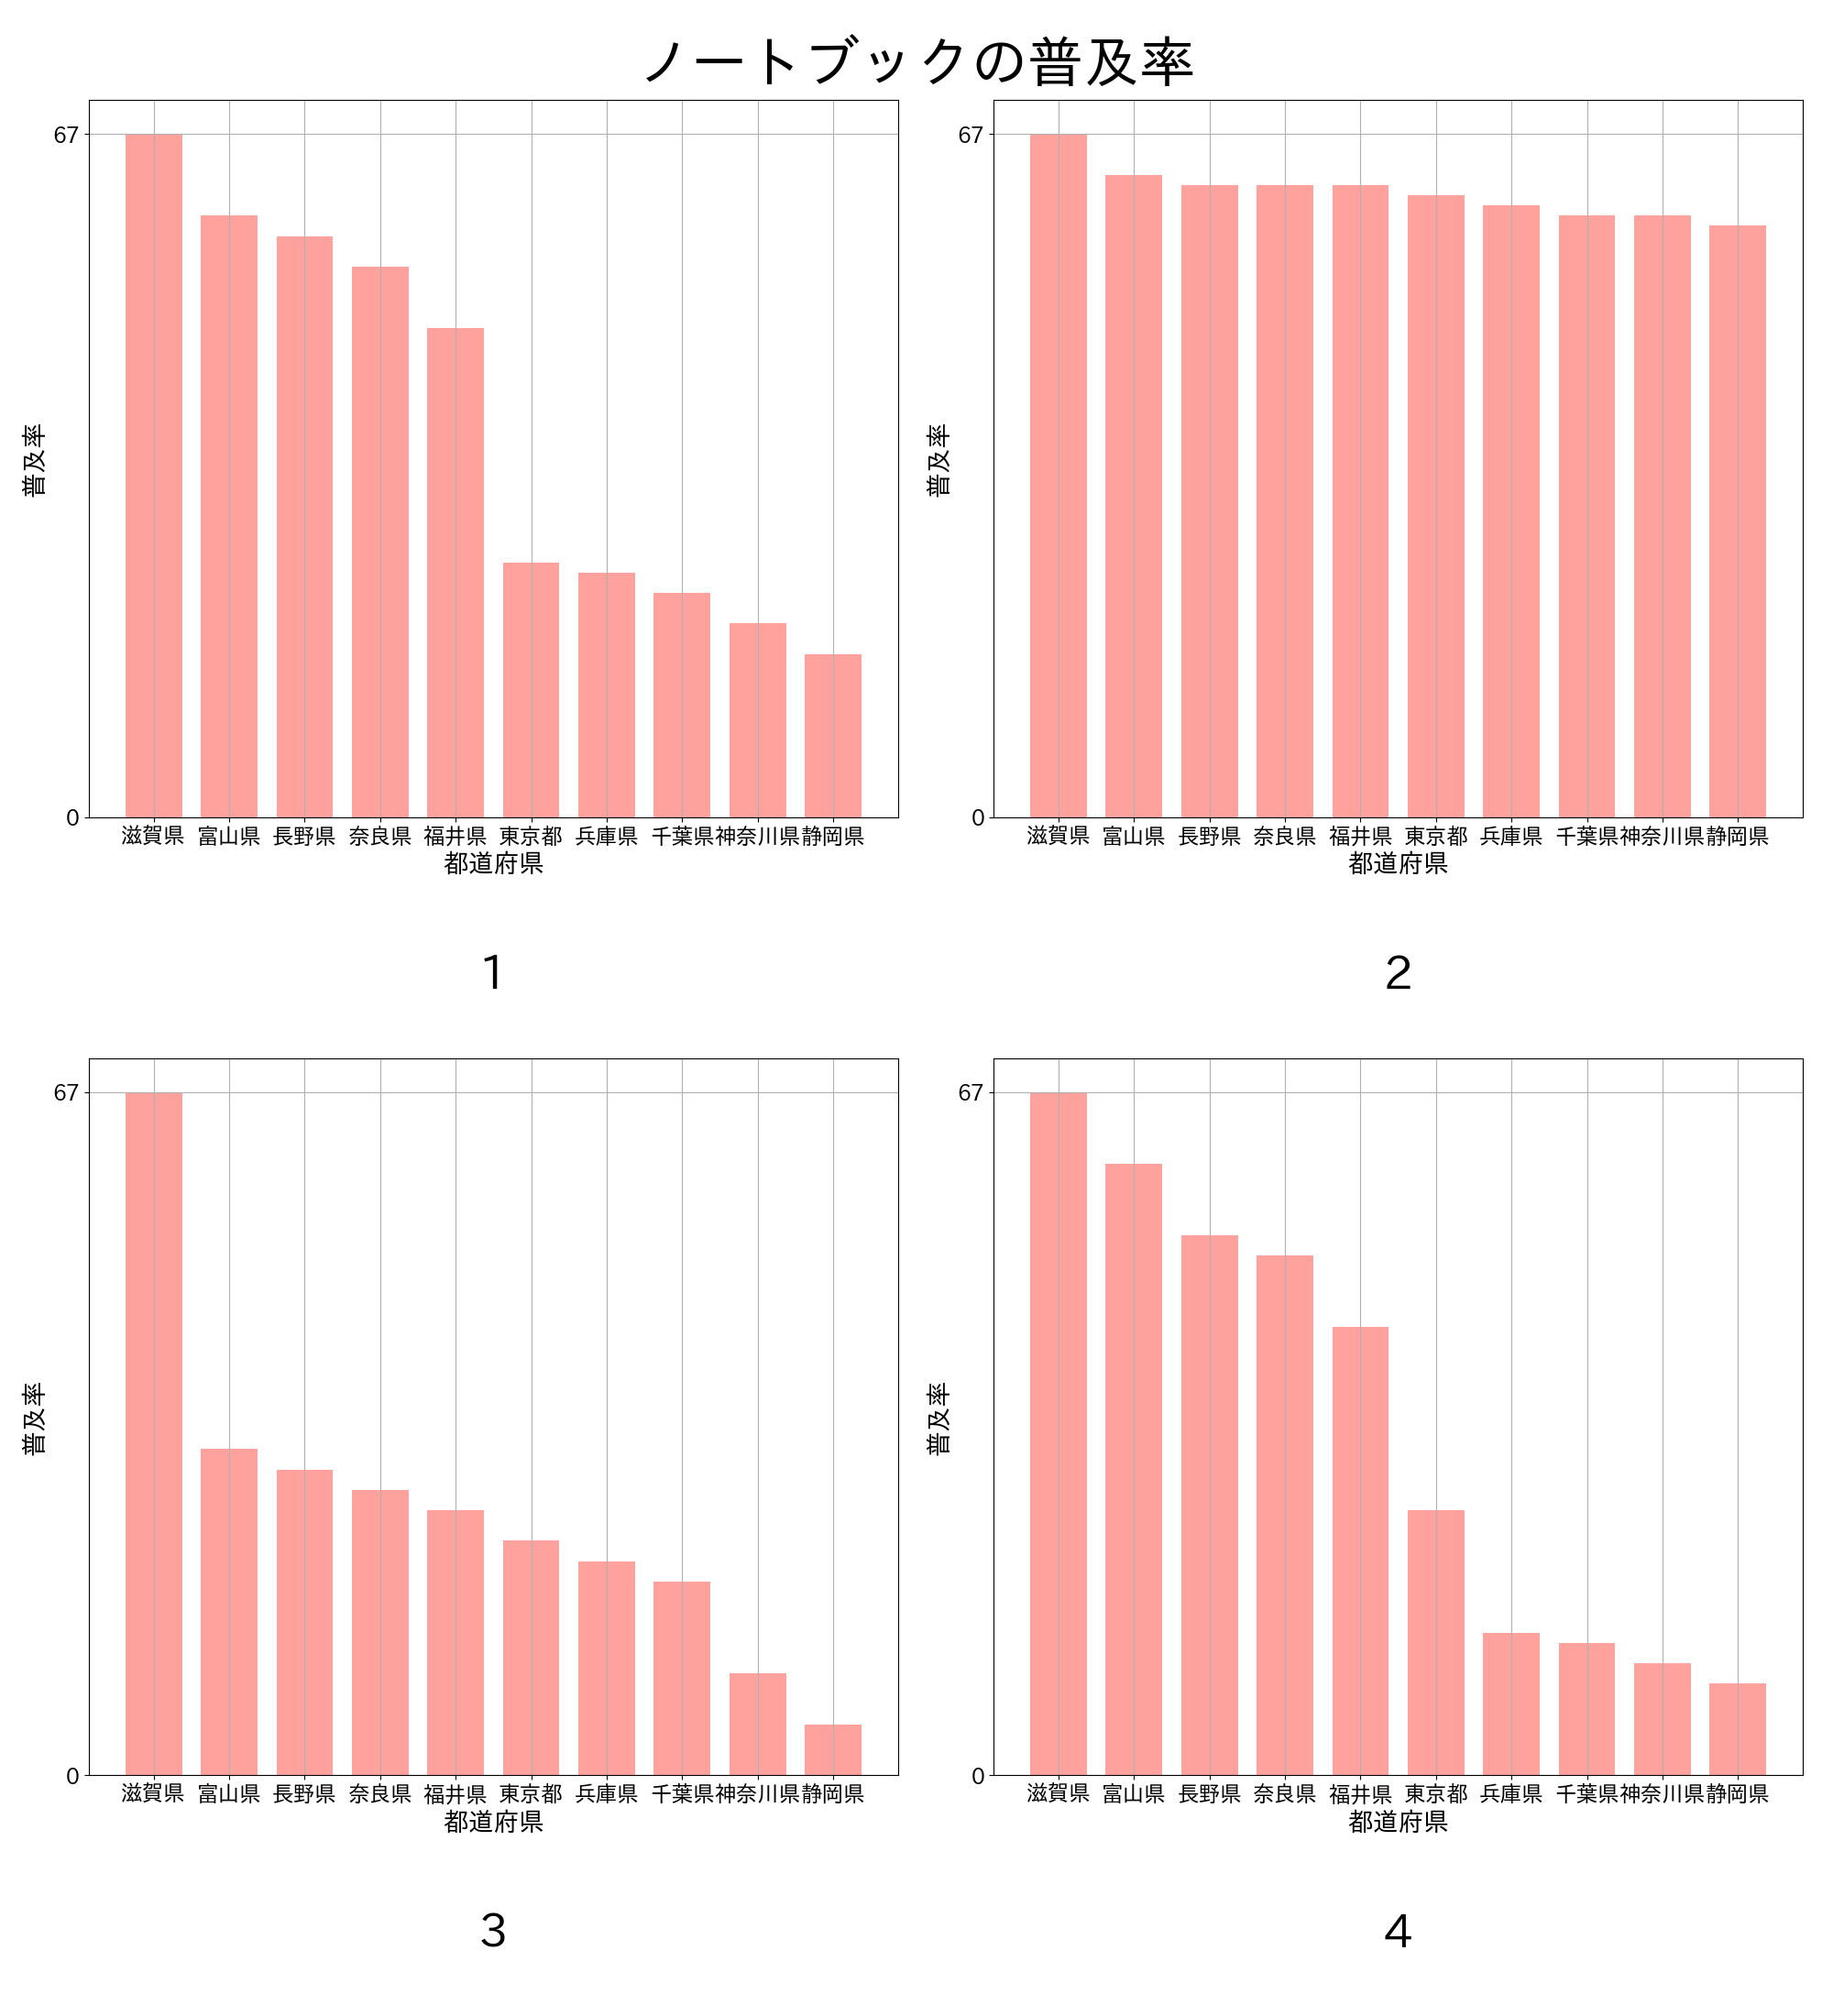 ノートブックの普及率
67
0
普及率
滋賀県 富山県 長野県 奈良県 福井県 東京都 兵庫県 千葉県 神奈川県 静岡県
都道府県
1
67
0
普及率
滋賀県 富山県 長野県 奈良県 福井県 東京都 兵庫県 千葉県 神奈川県 静岡県
都道府県
2
67
0
普及率
滋賀県 富山県 長野県 奈良県 福井県 東京都 兵庫県 千葉県 神奈川県 静岡県
都道府県
3
67
0
普及率
滋賀県 富山県 長野県 奈良県 福井県 東京都 兵庫県 千葉県 神奈川県 静岡県
都道府県
4